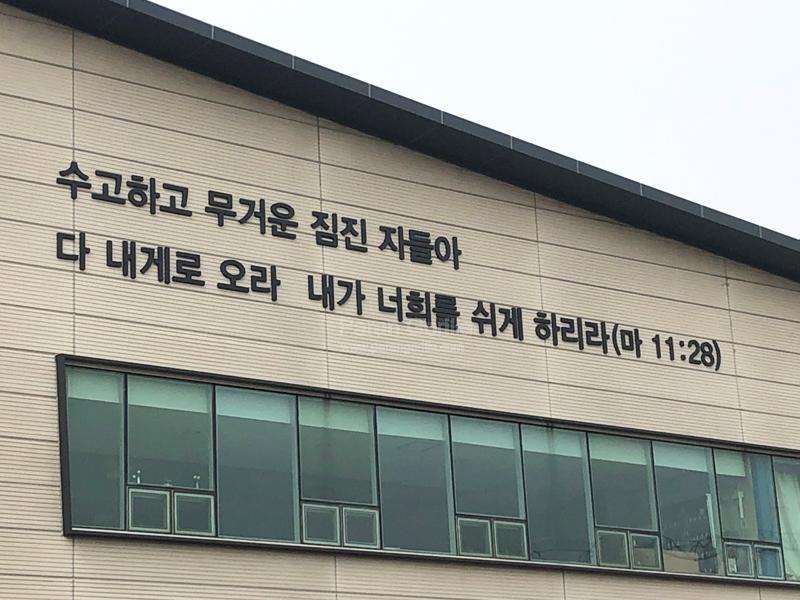 수고하고 무거운 짐진 자들아
다 내게로 오라 내가 너희를 쉬게 하리라(마 11:28)